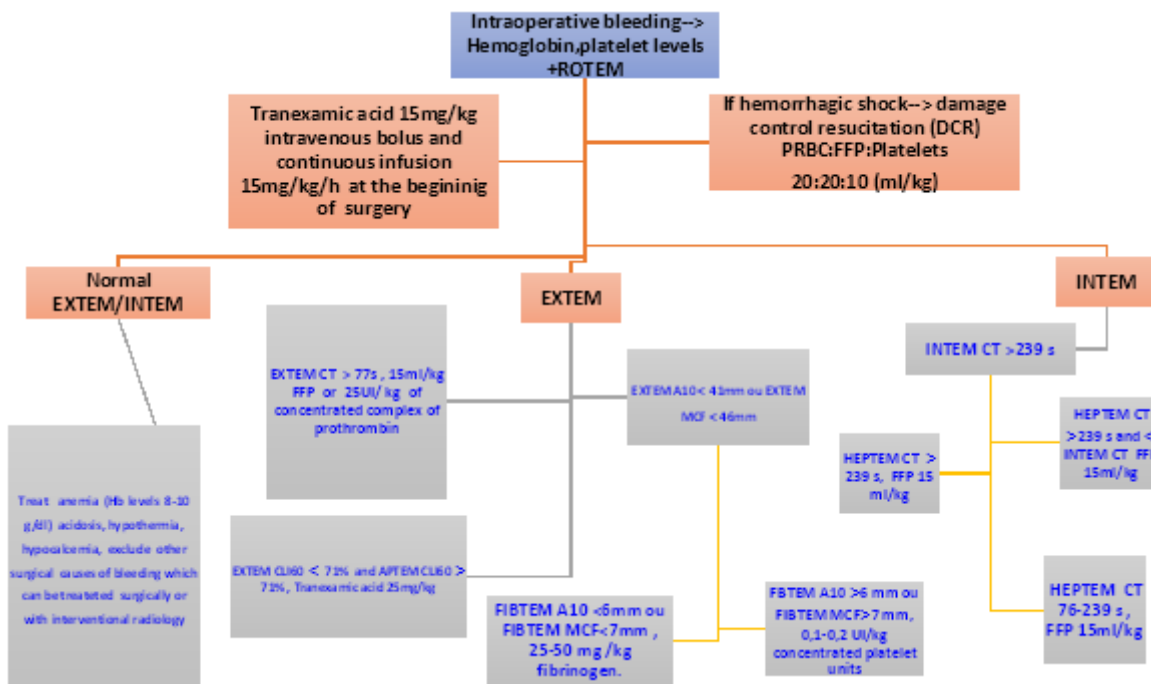 Intraoperative bleeding-->
Hemoglobin,platelet levels
+ROTEM
Tranexamic acid 15mg/kg
intravenous bolus and
continuous infusion
15mg/kg/h at the begininig
of surgery
If hemorrhagic shock--> damage
control resucitation (DCR)
PRBC:FFP:Platelets
20:20:10 (ml/kg)
Normal
EXTEM/INTEM
EXTEM
INTEM
EXTEM CT > 77s , 15ml/kg
FFP or 25UI/ kg of
concentrated complex of
prothrombin
EXTEM A10< 41mm ou EXTEM
MCF < 46mm
INTEM CT >239 s
HEPTEM CT >
239 s, FFP 15
ml/kg
HEPTEM CT
>239 s and <
INTEM CT FFP
15ml/kg
Treat anemia (Hb levels 8-10
g/dl) acidosis, hypothermia,
hypocalcemia, exclude other
surgical causes of bleeding which
can be treateted surgically or
with interventional radiology
EXTEM CLI60 < 71% and APTEM CLI60 >
71%, Tranexamic acid 25mg/kg
FIBTEM A10 <6mm ou
FIBTEM MCF<7mm ,
25-50 mg /kg
fibrinogen.
FBTEM A10 >6 mm ou
FIBTEM MCF>7mm,
0,1-0,2 UI/kg
concentrated platelet
units
HEPTEM CT
76-239 s ,
FFP 15ml/kg